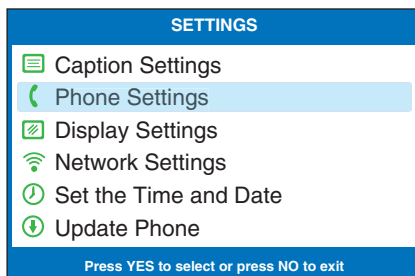 SETTINGS
Caption Settings
Phone Settings
Display Settings
Network Settings
Set the Time and Date
Update Phone
Press YES to select or press NO to exit